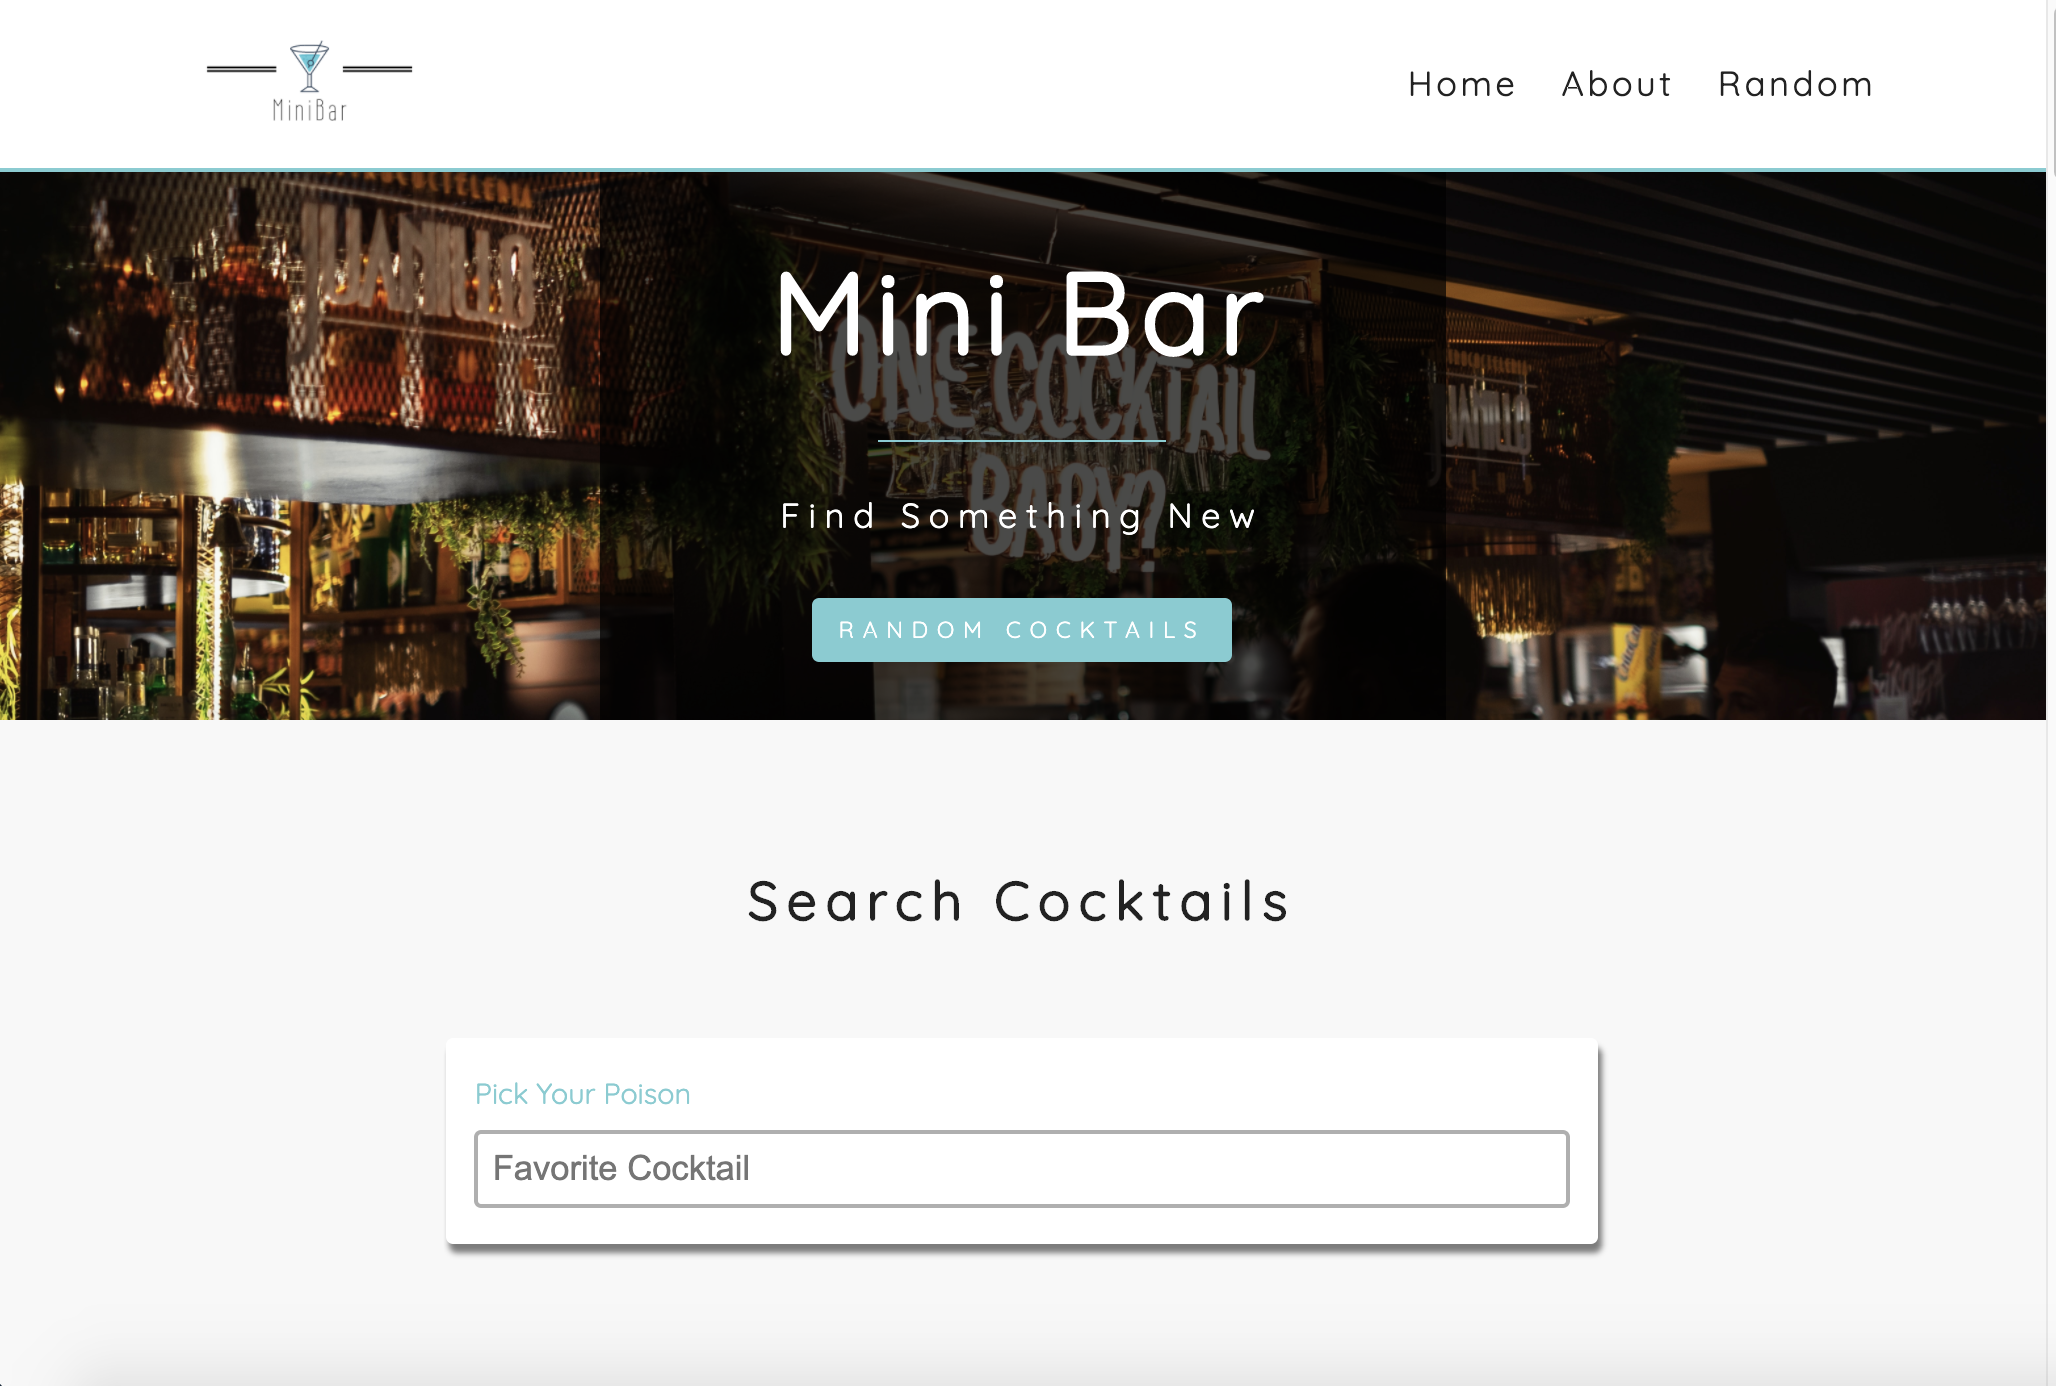 MiniBar
Home About Random
JUANILLO
Mini Bar
ONE COCKTAIL
BABY?
JUANILLO
Find Something New
RANDOM COCKTAILS
Search Cocktails
Pick Your Poison
Favorite Cocktail